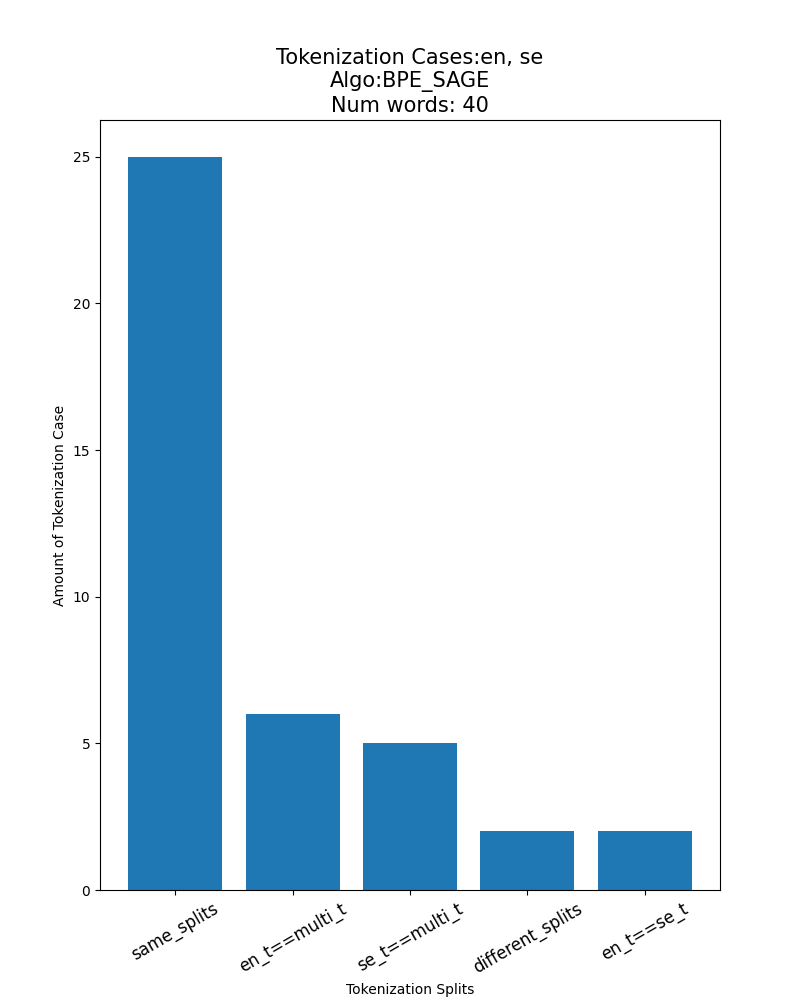 Tokenization Cases:en, se
Algo:BPE_SAGE
Num words: 40
25
20
15
10
5
0
Amount of Tokenization Case
same_splits
en_t==multi_t
se_t==multi_t
different_splits
en_t==se_t
Tokenization Splits